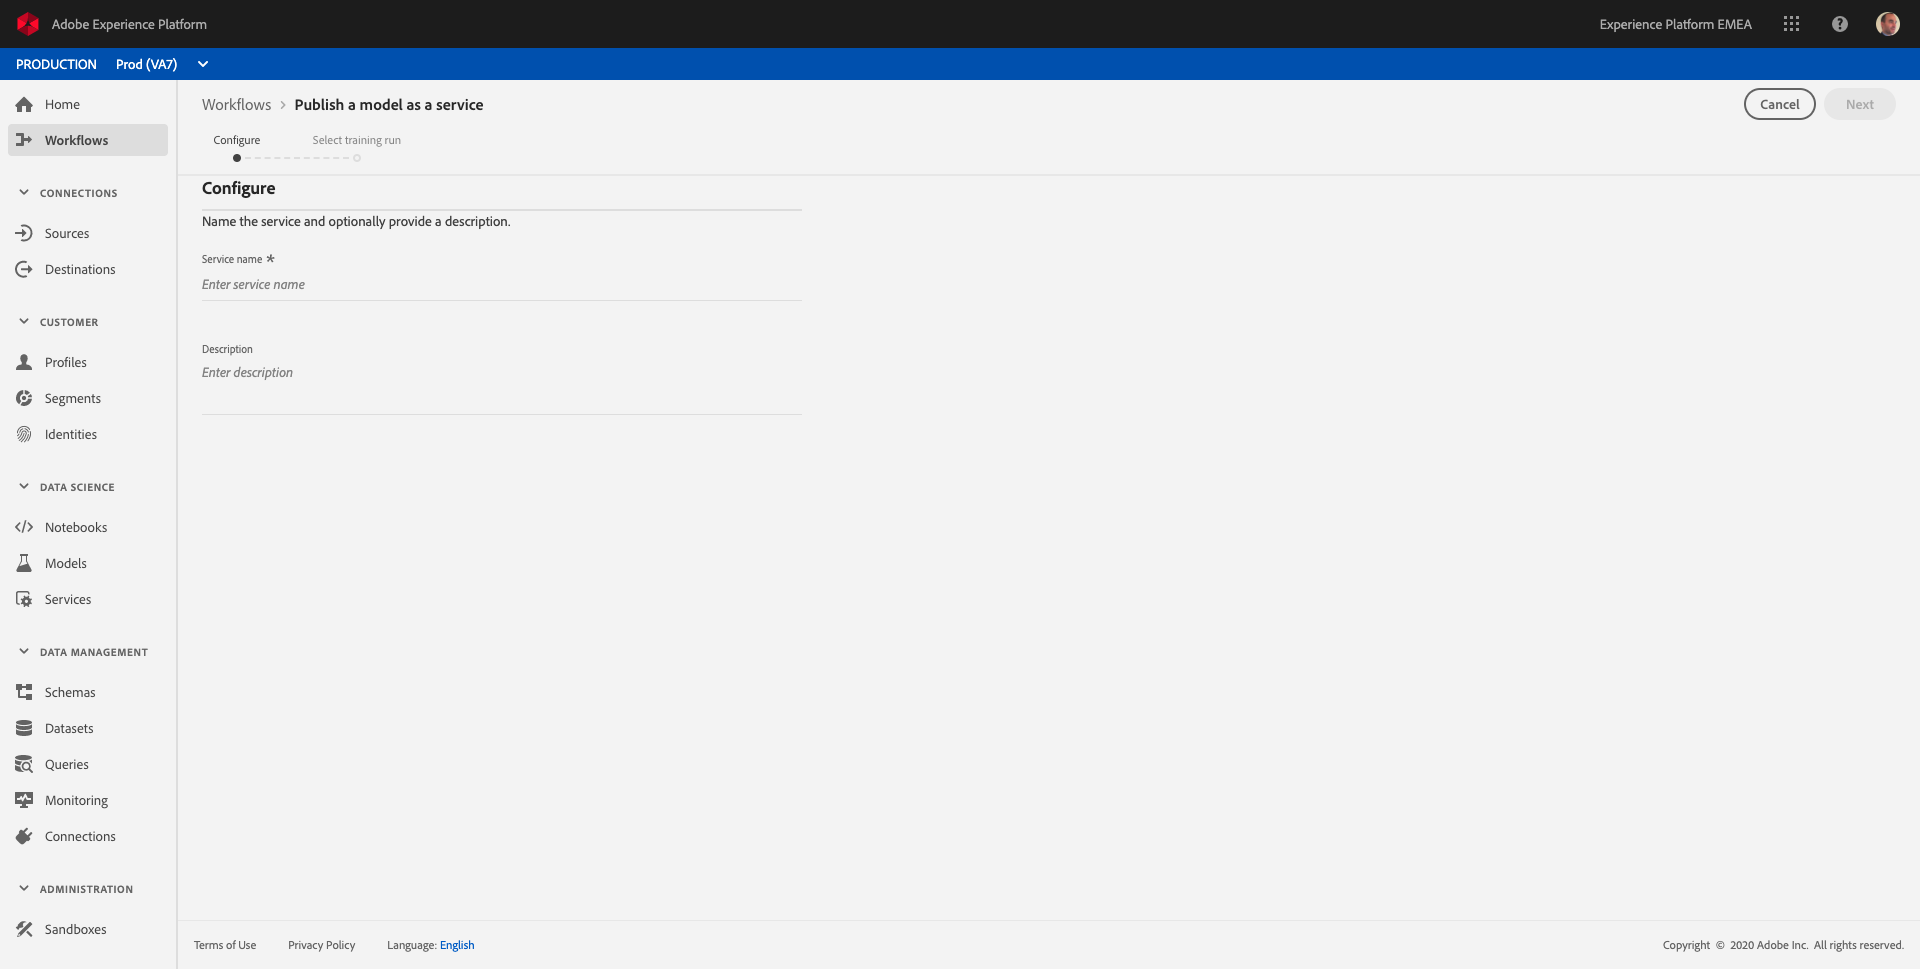 Adobe Experience Platform
Experience Platform EMEA
PRODUCTION Prod (VA7)
Home
Workflows
CONNECTIONS
Sources
Destinations
CUSTOMER
Profiles
Segments
Identities
DATA SCIENCE
Notebooks
Models
Services
DATA MANAGEMENT
Schemas
Datasets
Queries
Monitoring
Connections
ADMINISTRATION
Sandboxes
Workflows > Publish a model as a service
Cancel Next
Configure Select training run
Configure
Name the service and optionally provide a description.
Service name *
Enter service name
Description
Enter description
Terms of Use Privacy Policy Language: English
Copyright © 2020 Adobe Inc. All rights reserved.